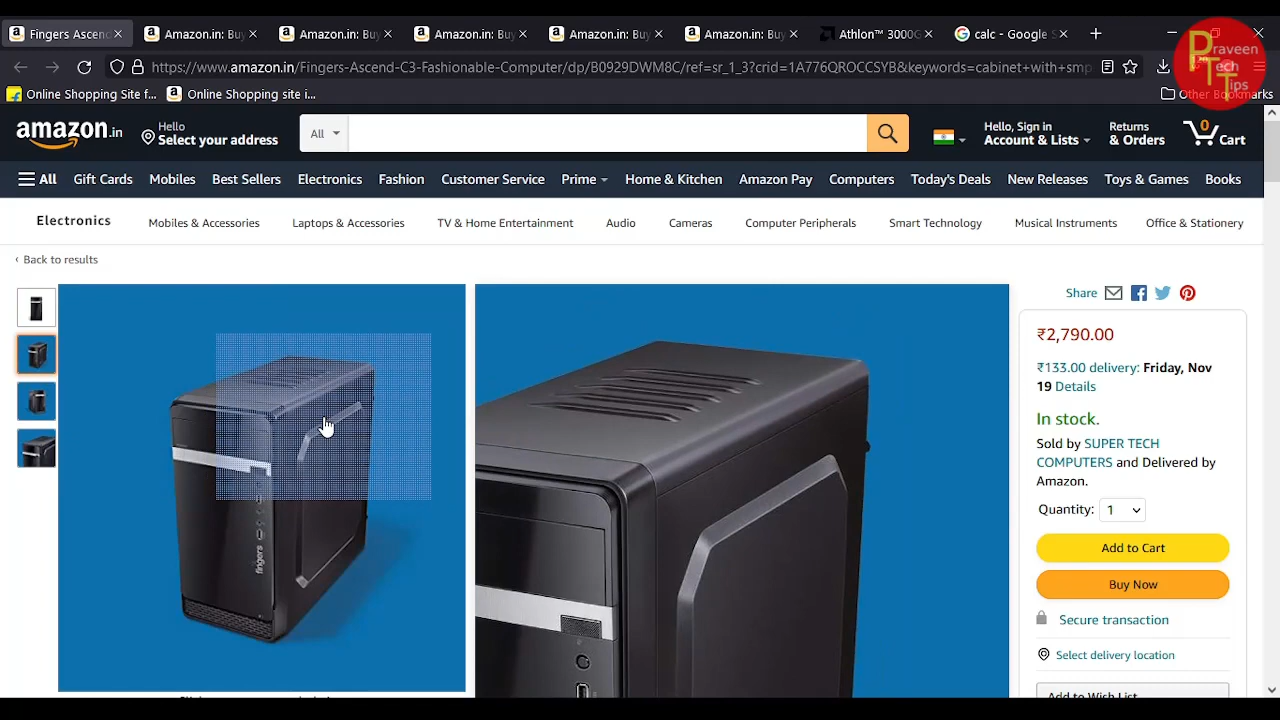 Fingers Ascend
Amazon.in: Buy
Amazon.in: Buy
Amazon.in: Buy
Amazon.in: Buy
Amazon.in: Buy
Athlon™ 3000G
calc - Google S
https://www.amazon.in/Fingers-Ascend-C3-Fashionable-Computer/dp/B0929DWM8C/ref=sr_1_3?crid=1A776QROCCSYB&keywords=cabinet+with+smp
Praveen
Tech
Tips
Online Shopping Site f...
Online Shopping site i...
Other Bookmarks
amazon.in
Hello
Select your address
All
Hello, Sign in
Account & Lists
Returns
& Orders
0
Cart
All
Gift Cards
Mobiles
Best Sellers
Electronics
Fashion
Customer Service
Prime
Home & Kitchen
Amazon Pay
Computers
Today's Deals
New Releases
Toys & Games
Books
Electronics
Mobiles & Accessories
Laptops & Accessories
TV & Home Entertainment
Audio
Cameras
Computer Peripherals
Smart Technology
Musical Instruments
Office & Stationery
‹ Back to results
fingers
Share
₹2,790.00
₹133.00 delivery: Friday, Nov
19 Details
In stock.
Sold by SUPER TECH
COMPUTERS and Delivered by
Amazon.
Quantity: 1
Add to Cart
Buy Now
Secure transaction
Select delivery location
Add to Wish List